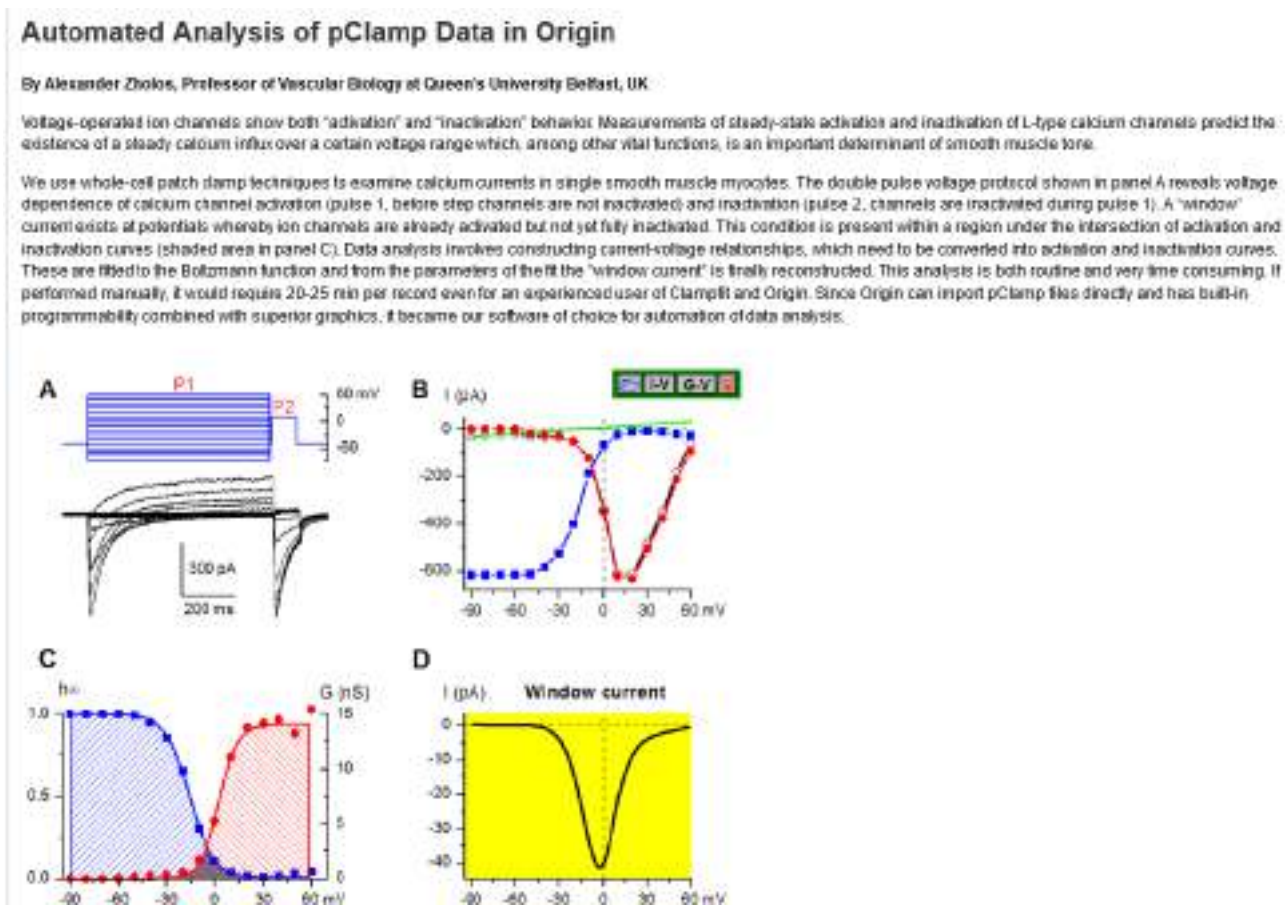 Automated Analysis of pClamp Data in Origin
By Alexander Zholos, Professor of Vascular Biology at Queen's University Belfast, UK
Voltage-operated ion channels show both "activation" and "inactivation" behavior. Measurements of steady-state activation and inactivation of L-type calcium channels predict the
existence of a steady calcium influx over a certain voltage range which, among other vital functions, is an important determinant of smooth muscle tone.
We use whole-cell patch clamp techniques to examine calcium currents in single smooth muscle myocytes. The double pulse voltage protocol shown in panel A reveals voltage
dependence of calcium channel activation (pulse 1, before step channels are not inactivated) and inactivation (pulse 2, channels are inactivated during pulse 1). A "window"
current exists at potentials whereby ion channels are already activated but not yet fully inactivated. This condition is present within a region under the intersection of activation and
inactivation curves (shaded area in panel C). Data analysis involves constructing current-voltage relationships, which need to be converted into activation and inactivation curves.
These are fitted to the Boltzmann function and from the parameters of the fit the "window current" is finally reconstructed. This analysis is both routine and very time consuming. If
performed manually, it would require 20-25 min per record even for an experienced user of Clampfit and Origin. Since Origin can import pClamp files directly and has built-in
programmability combined with superior graphics, it became our software of choice for automation of data analysis.
A
P1
P2
60 mV
0
-50
300 pA
200 ms
B
I (µA)
I-V G-V
0
-200
-400
-600
-90 -60 -30 0 30 60 mV
C
h∞
G (nS)
1.0
0.5
0.0
15
10
5
0
-90 -60 -30 0 30 60 mV
D
I (pA)
Window current
0
-10
-20
-30
-40
-90 -60 -30 0 30 60 mV